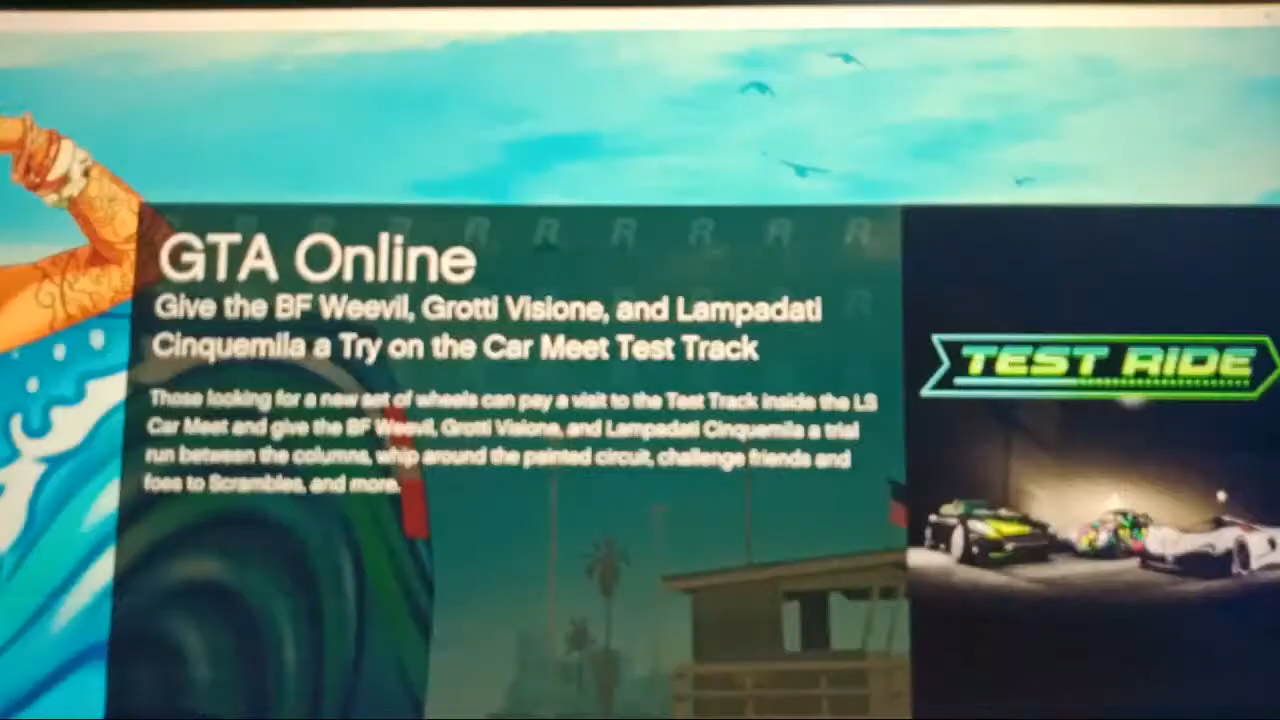 GTA Online
Give the BF Weevil, Grotti Visione, and Lampadati
Cinquemila a Try on the Car Meet Test Track
Those looking for a new set of wheels can pay a visit to the Test Track inside the LS
Car Meet and give the BF Weevil, Grotti Visione, and Lampadati Cinquemila a trial
run between the columns, whip around the painted circuit, challenge friends and
foes to Scrambles, and more.
TEST RIDE